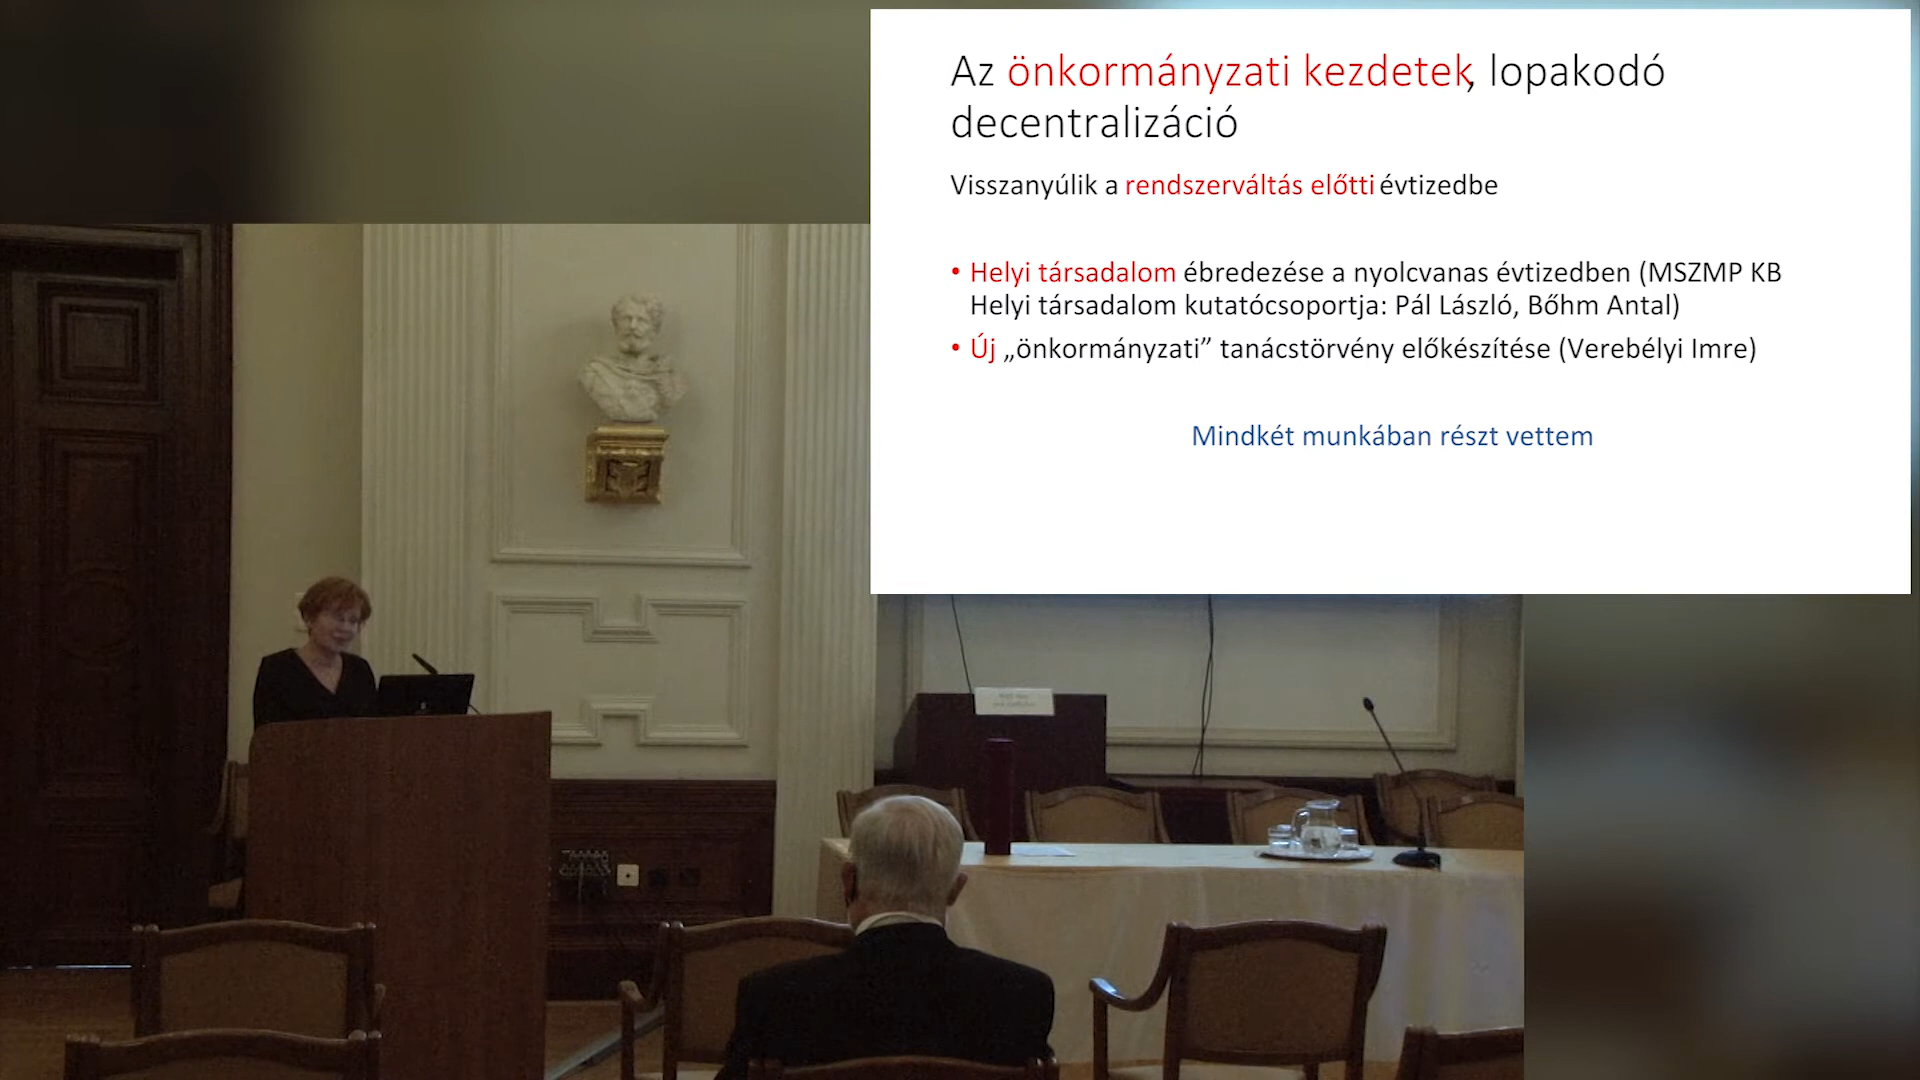 Az önkormányzati kezdetek, lopakodó
decentralizáció
Visszanyúlik a rendszerváltás előtti évtizedbe
• Helyi társadalom ébredezése a nyolcvanas évtizedben (MSZMP KB
Helyi társadalom kutatócsoportja: Pál László, Bőhm Antal)
• Új „önkormányzati” tanácstörvény előkészítése (Verebélyi Imre)
Mindkét munkában részt vettem